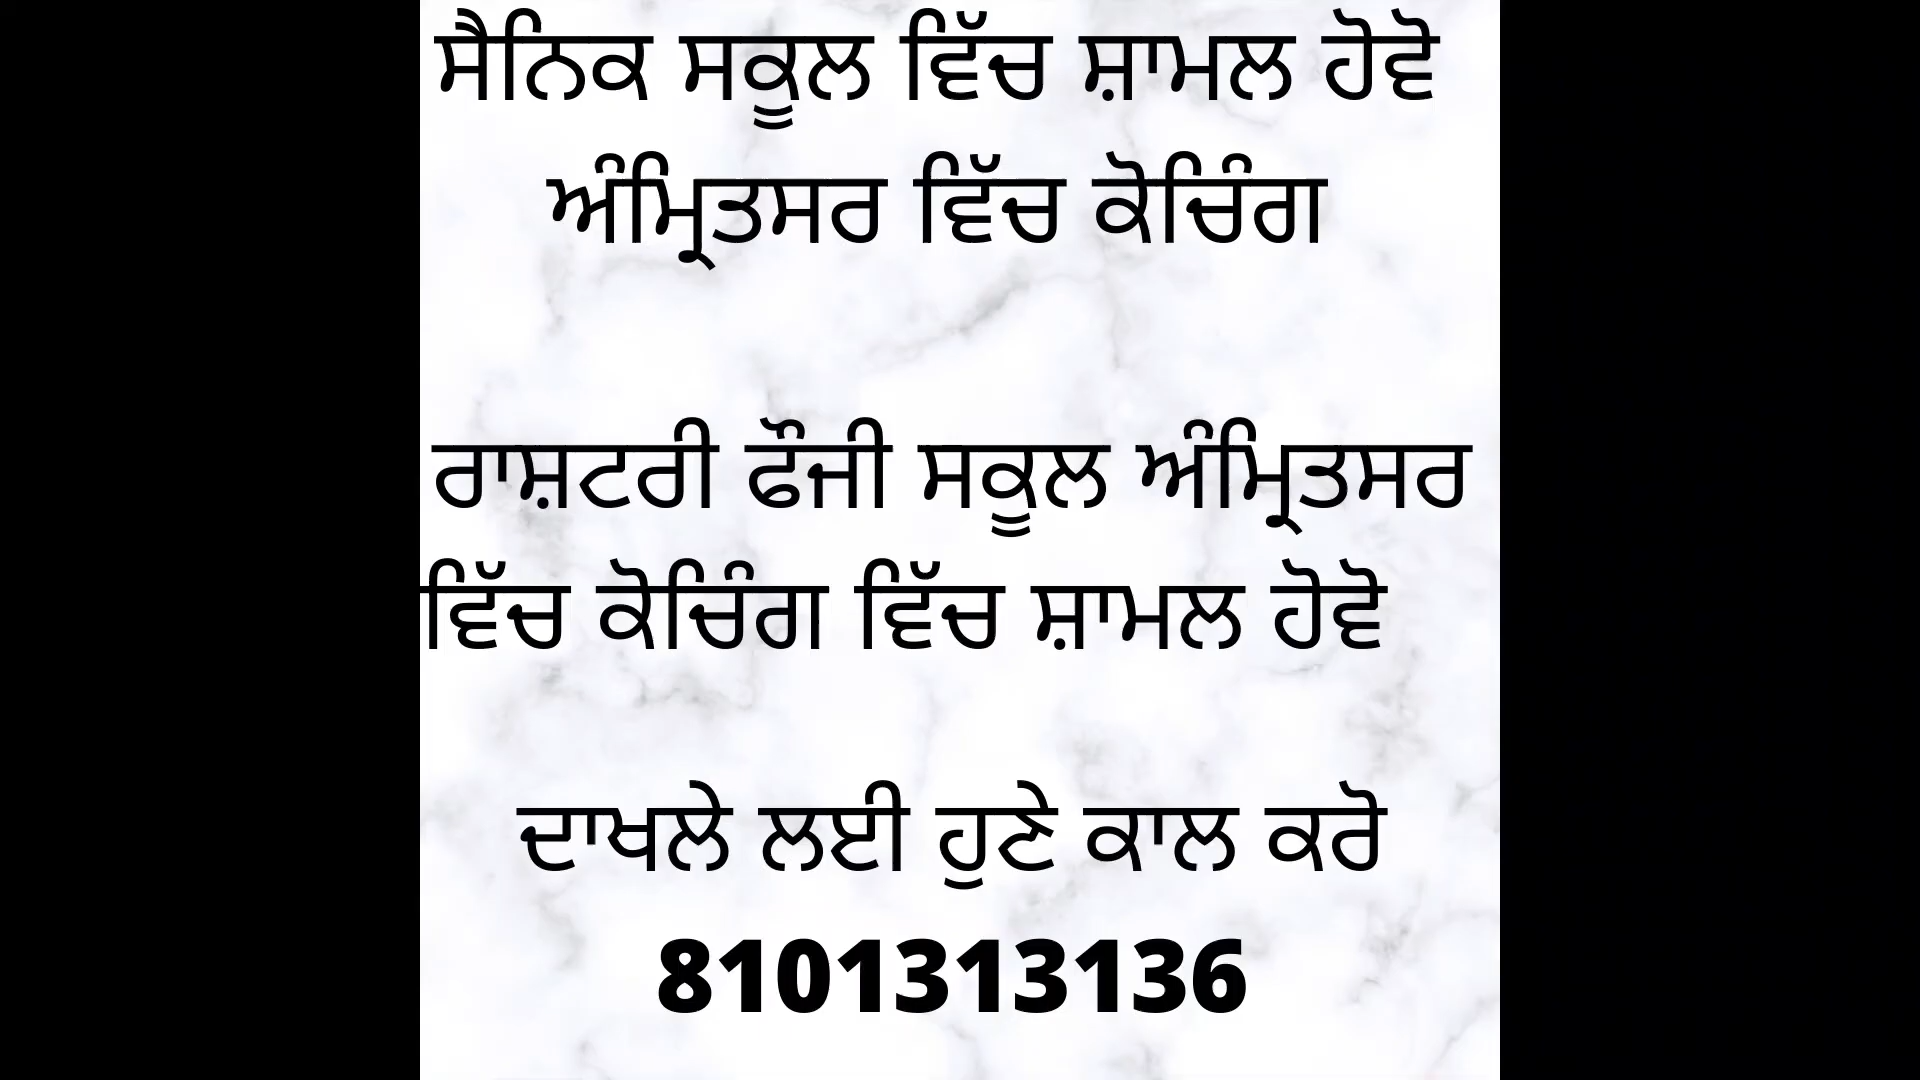 ਸੈਨਿਕ ਸਕੂਲ ਵਿੱਚ ਸ਼ਾਮਲ ਹੋਵੋ
ਅੰਮ੍ਰਿਤਸਰ ਵਿੱਚ ਕੋਚਿੰਗ
ਰਾਸ਼ਟਰੀ ਫੌਜੀ ਸਕੂਲ ਅੰਮ੍ਰਿਤਸਰ
ਵਿੱਚ ਕੋਚਿੰਗ ਵਿੱਚ ਸ਼ਾਮਲ ਹੋਵੋ
ਦਾਖਲੇ ਲਈ ਹੁਣੇ ਕਾਲ ਕਰੋ
8101313136